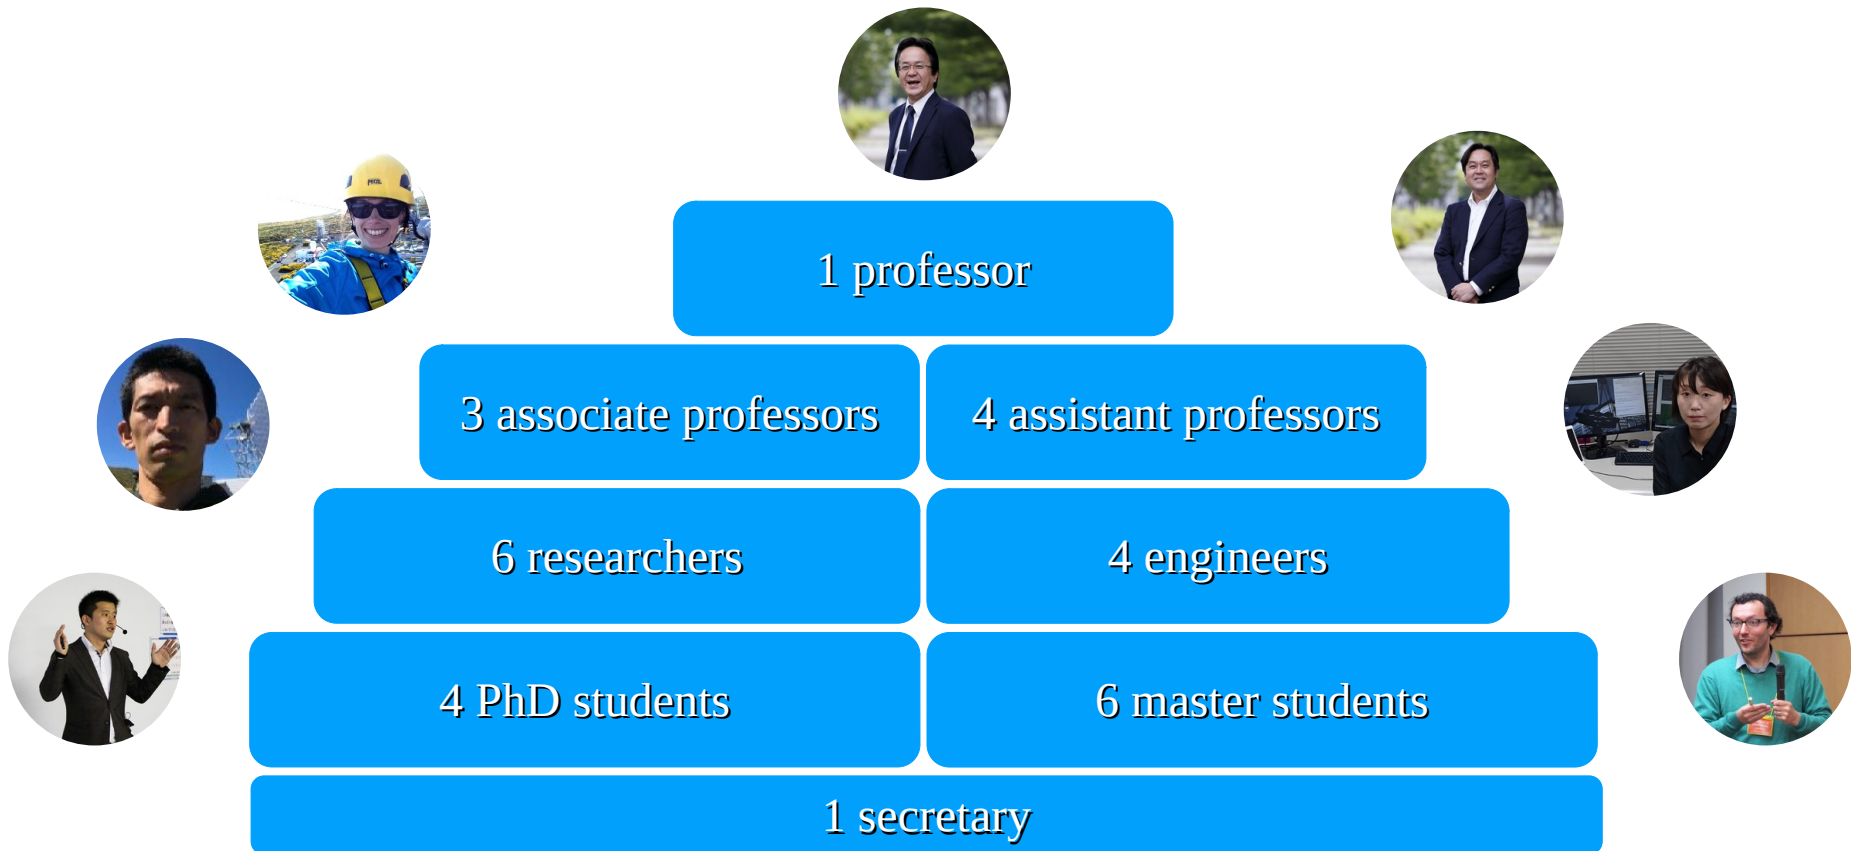 PETZL
1 professor
3 associate professors
4 assistant professors
6 researchers
4 engineers
4 PhD students
6 master students
1 secretary